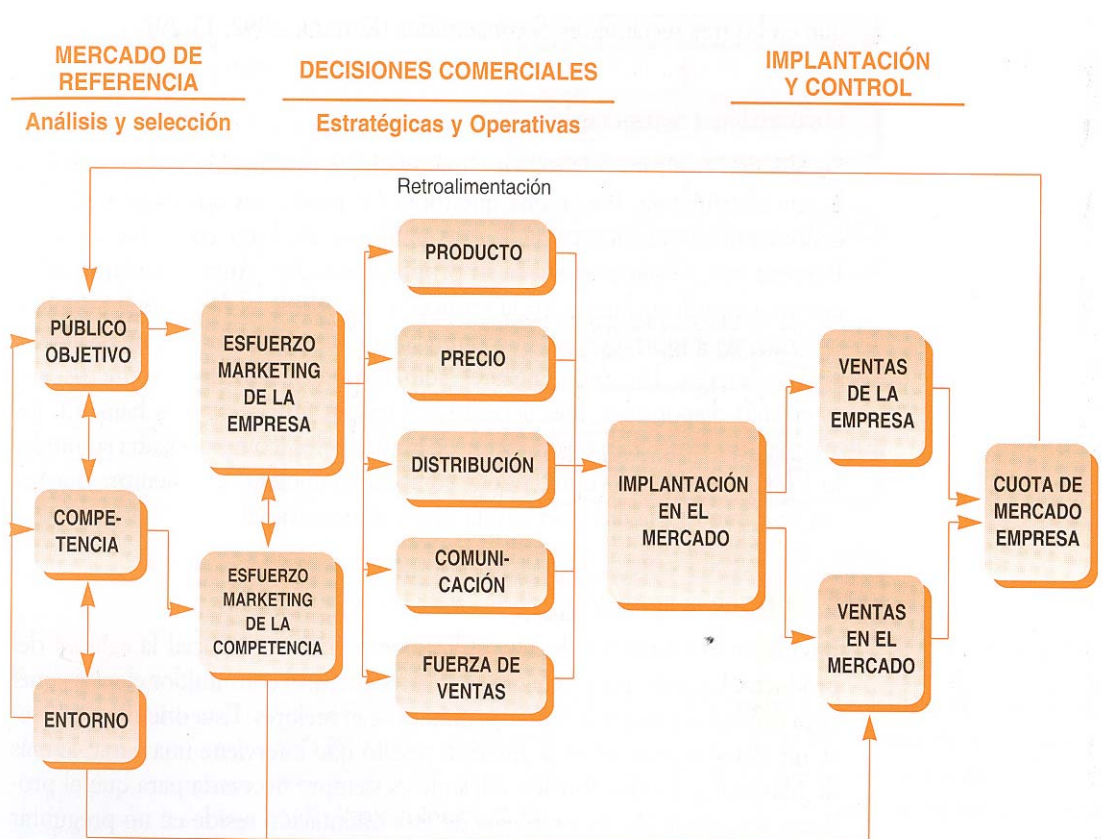 MERCADO DE
REFERENCIA
Análisis y selección
DECISIONES COMERCIALES
Estratégicas y Operativas
IMPLANTACIÓN
Y CONTROL
Retroalimentación
PÚBLICO
OBJETIVO
COMPE-
TENCIA
ENTORNO
ESFUERZO
MARKETING
DE LA
EMPRESA
ESFUERZO
MARKETING
DE LA
COMPETENCIA
PRODUCTO
PRECIO
DISTRIBUCIÓN
COMUNI-
CACIÓN
FUERZA DE
VENTAS
IMPLANTACIÓN
EN EL
MERCADO
VENTAS
DE LA
EMPRESA
VENTAS
EN EL
MERCADO
CUOTA DE
MERCADO
EMPRESA